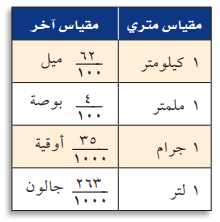 مقياس متري	مقياس آخر
١ كيلومتر	٦٢/١٠٠ ميل
١ ملمتر	٤/١٠٠ بوصة
١ جرام	٣٥/١٠٠٠ أوقية
١ لتر	٢٦٣/١٠٠٠ جالون